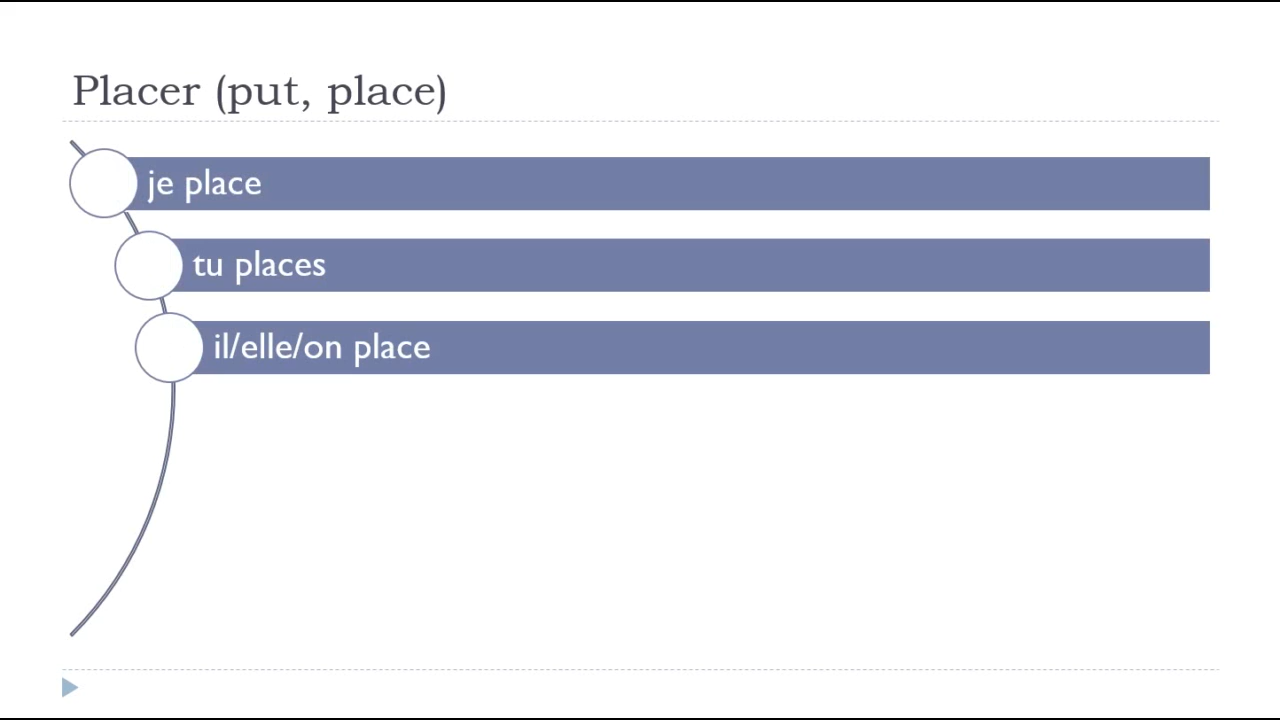 Placer (put, place)
je place
tu places
il/elle/on place